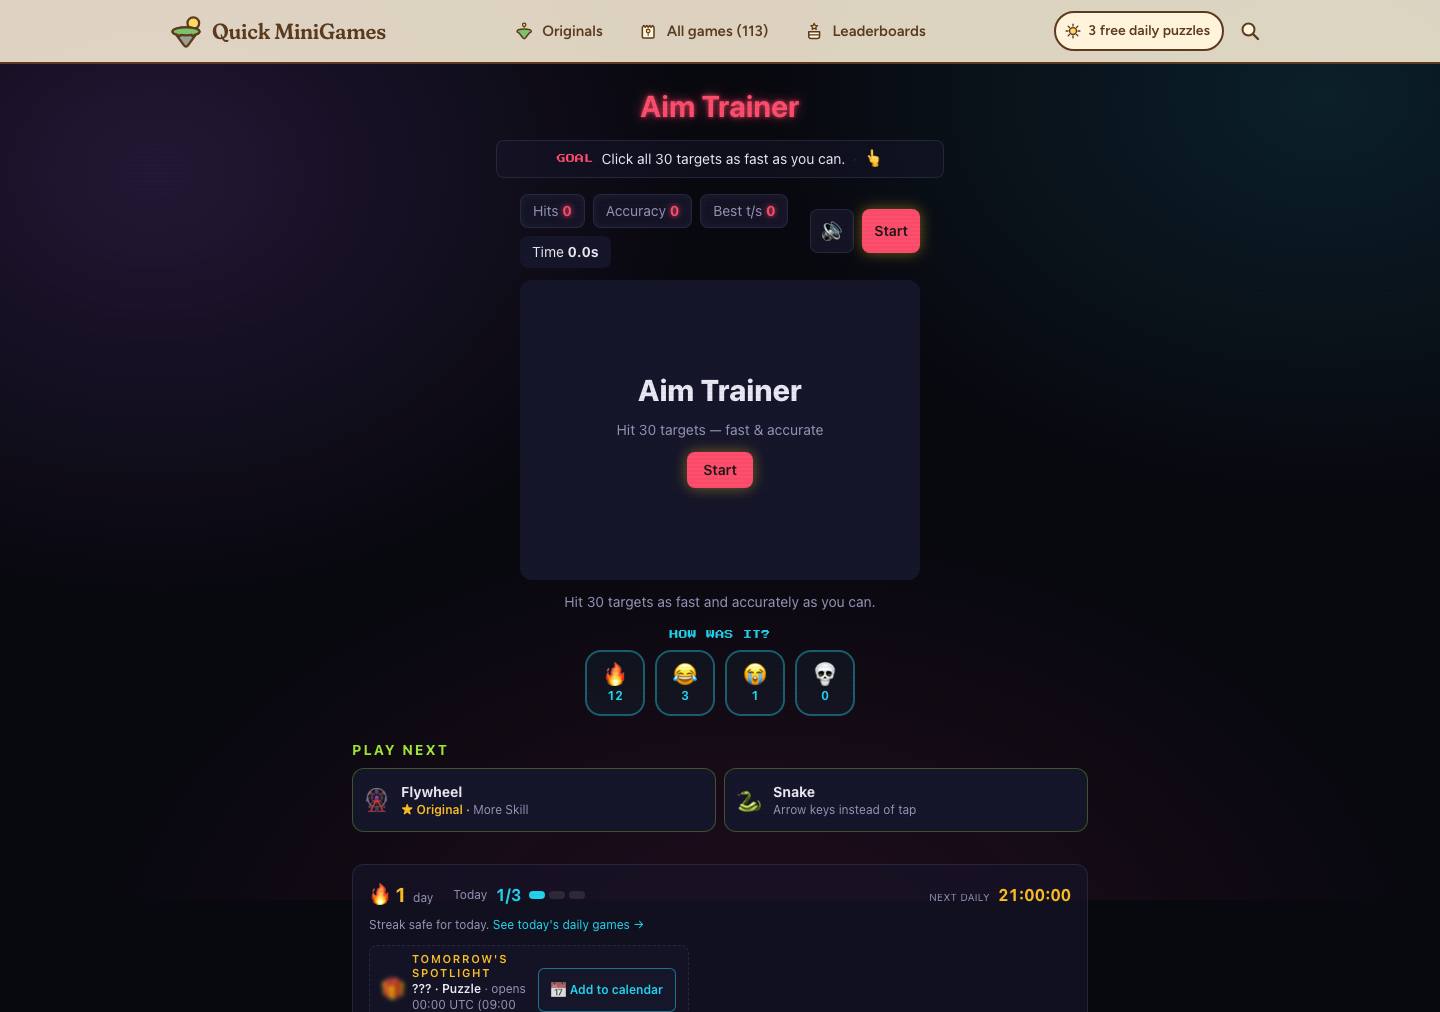 Quick MiniGames
Originals
All games (113)
Leaderboards
3 free daily puzzles
Aim Trainer
GOAL Click all 30 targets as fast as you can.
Hits 0
Accuracy 0
Best t/s 0
Time 0.0s
Start
Aim Trainer
Hit 30 targets — fast & accurate
Start
Hit 30 targets as fast and accurately as you can.
HOW WAS IT?
12
3
1
0
PLAY NEXT
Flywheel
Original · More Skill
Snake
Arrow keys instead of tap
1 day
Today 1/3
NEXT DAILY 21:00:00
Streak safe for today. See today's daily games →
TOMORROW'S
SPOTLIGHT
??? · Puzzle · opens
00:00 UTC (09:00
Add to calendar